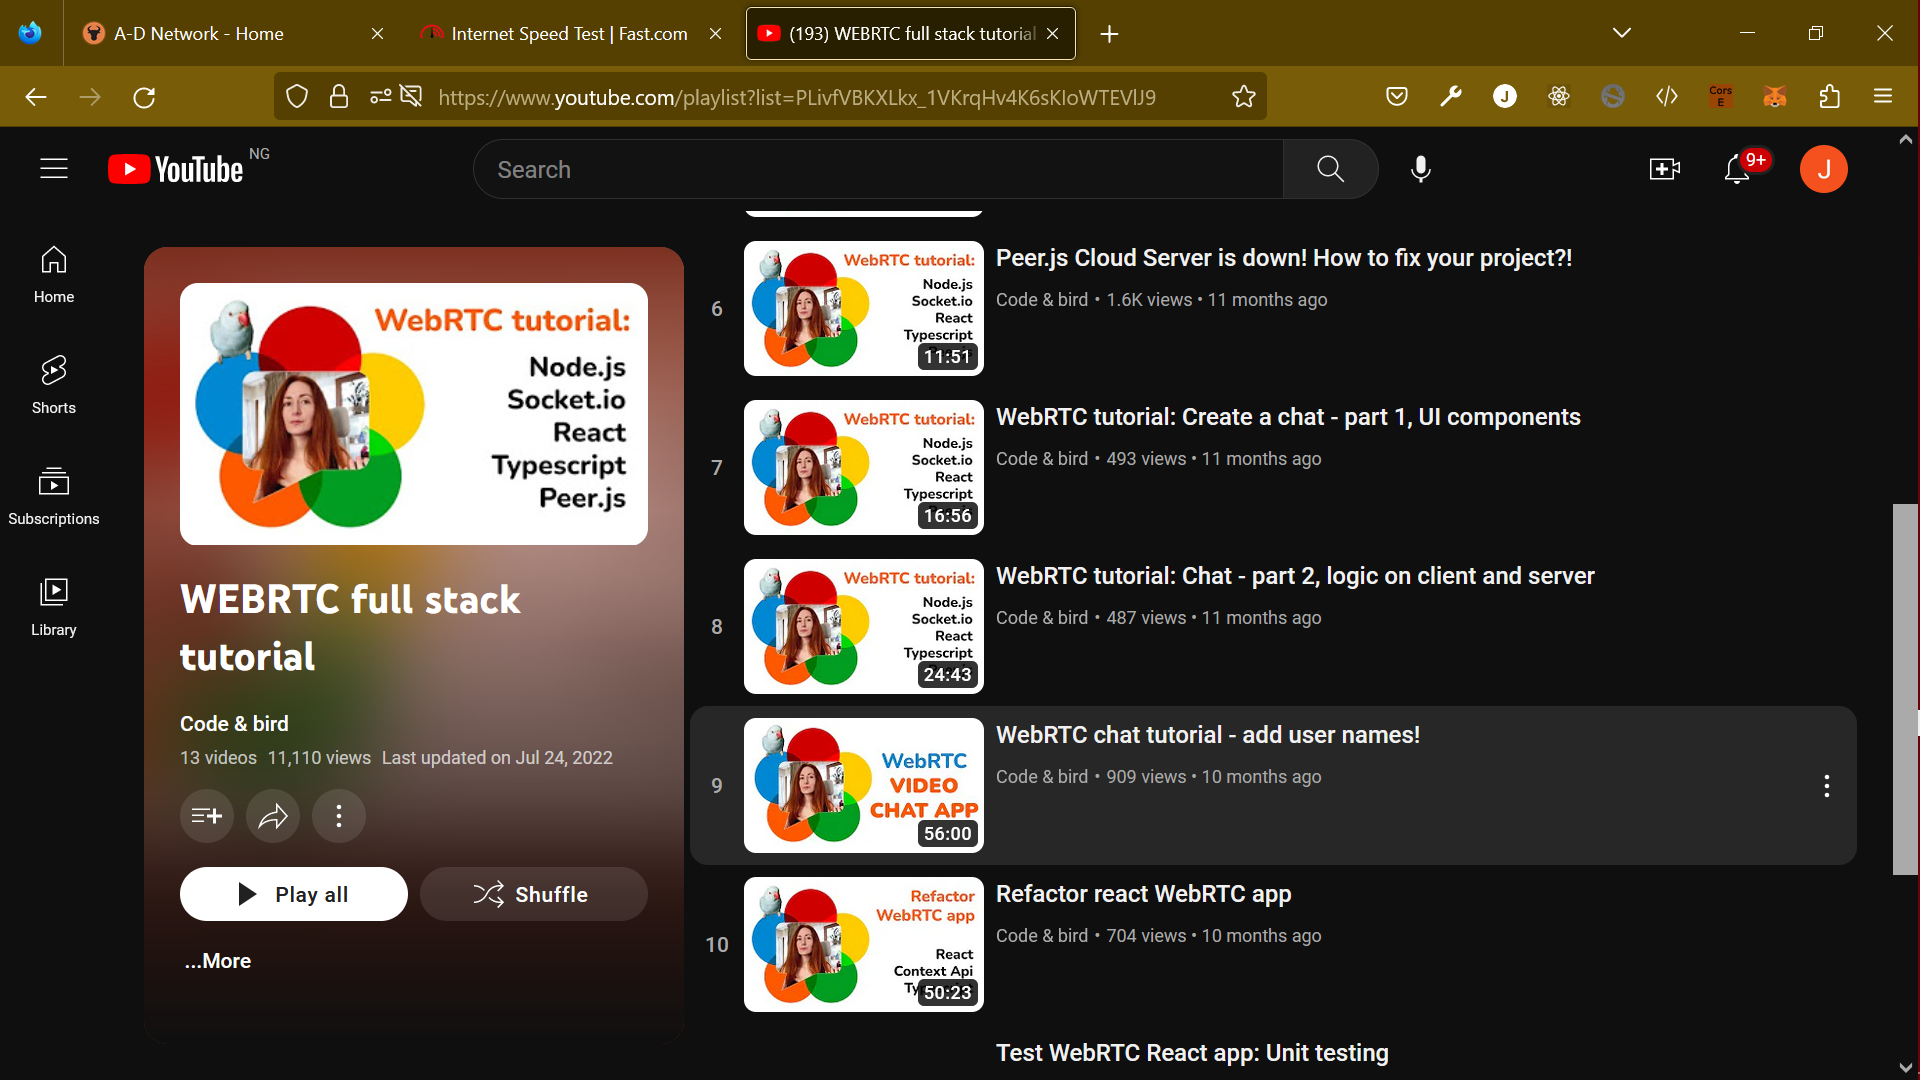 A-D Network - Home
Internet Speed Test | Fast.com
(193) WEBRTC full stack tutorial
https://www.youtube.com/playlist?list=PLivfVBKXLkx_1VKrqHv4K6sKIoWTEVlJ9
J
Cors
E
YouTube NG
Search
9+
J
Home
Shorts
Subscriptions
Library
WebRTC tutorial:
Node.js
Socket.io
React
Typescript
Peer.js
WEBRTC full stack
tutorial
Code & bird
13 videos 11,110 views Last updated on Jul 24, 2022
Play all
Shuffle
...More
6
WebRTC tutorial:
Node.js
Socket.io
React
Typescript
11:51
Peer.js Cloud Server is down! How to fix your project?!
Code & bird • 1.6K views • 11 months ago
7
WebRTC tutorial:
Node.js
Socket.io
React
Typescript
16:56
WebRTC tutorial: Create a chat - part 1, UI components
Code & bird • 493 views • 11 months ago
8
WebRTC tutorial:
Node.js
Socket.io
React
Typescript
24:43
WebRTC tutorial: Chat - part 2, logic on client and server
Code & bird • 487 views • 11 months ago
9
WebRTC
VIDEO
CHAT APP
56:00
WebRTC chat tutorial - add user names!
Code & bird • 909 views • 10 months ago
10
Refactor
WebRTC app
React
Context Api
50:23
Refactor react WebRTC app
Code & bird • 704 views • 10 months ago
Test WebRTC React app: Unit testing